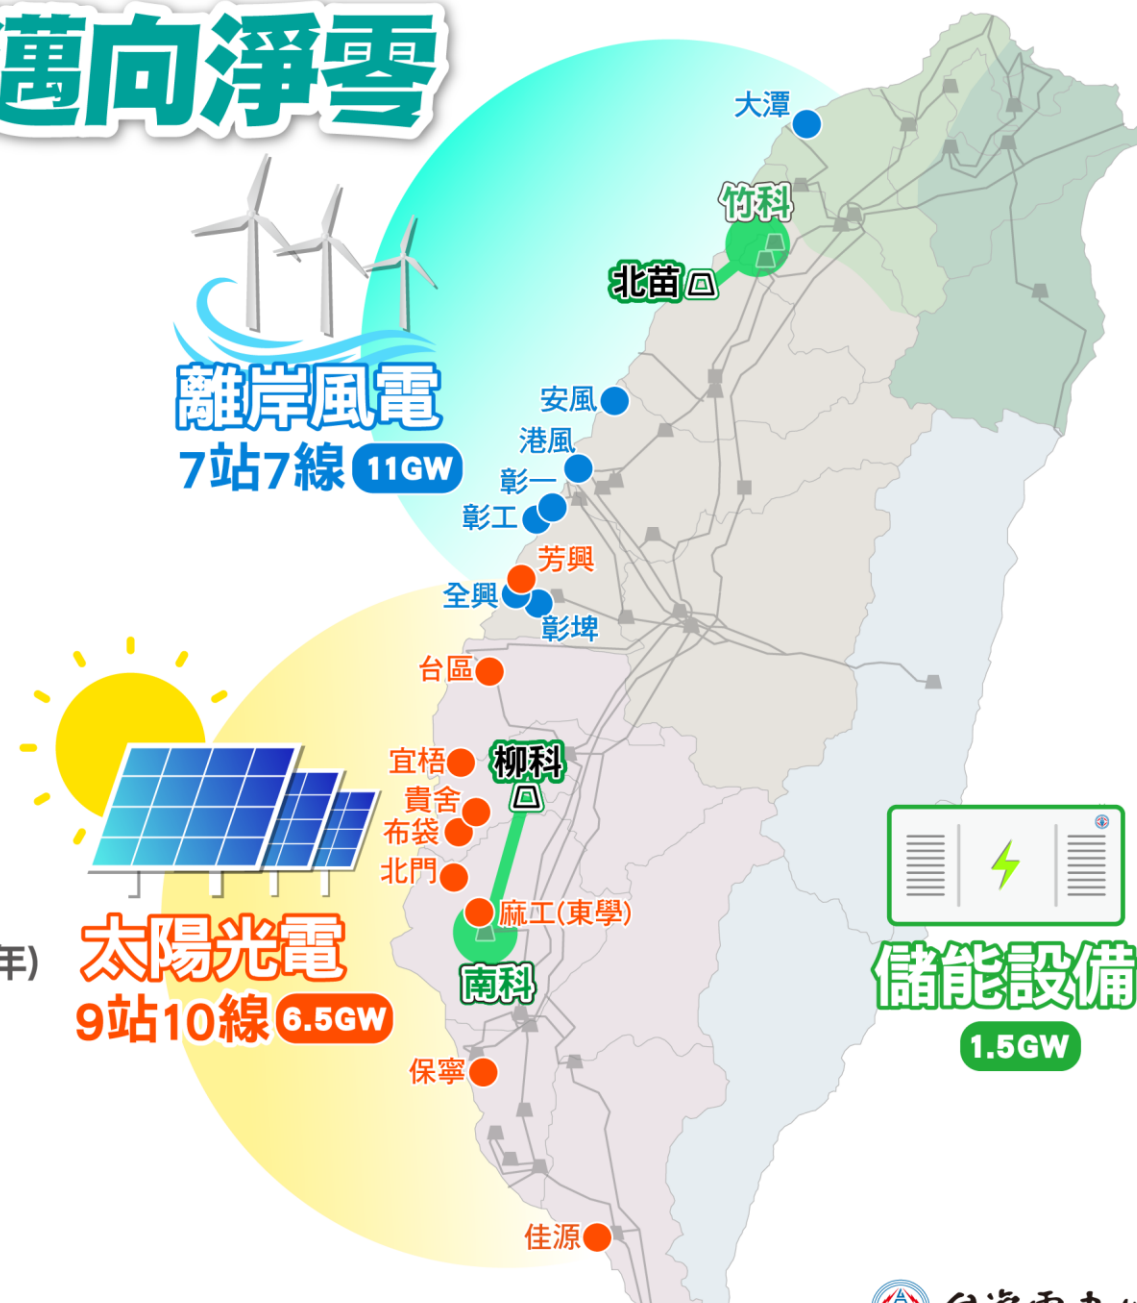 邁向淨零
大潭
竹科
北苗
離岸風電
7站7線 11GW
安風
港風
彰一
彰工
芳興
全興
彰埤
台區
宜梧
柳科
貴舍
布袋
北門
麻工(東學)
年)
太陽光電
9站10線 6.5GW
南科
儲能設備
1.5GW
保寧
佳源